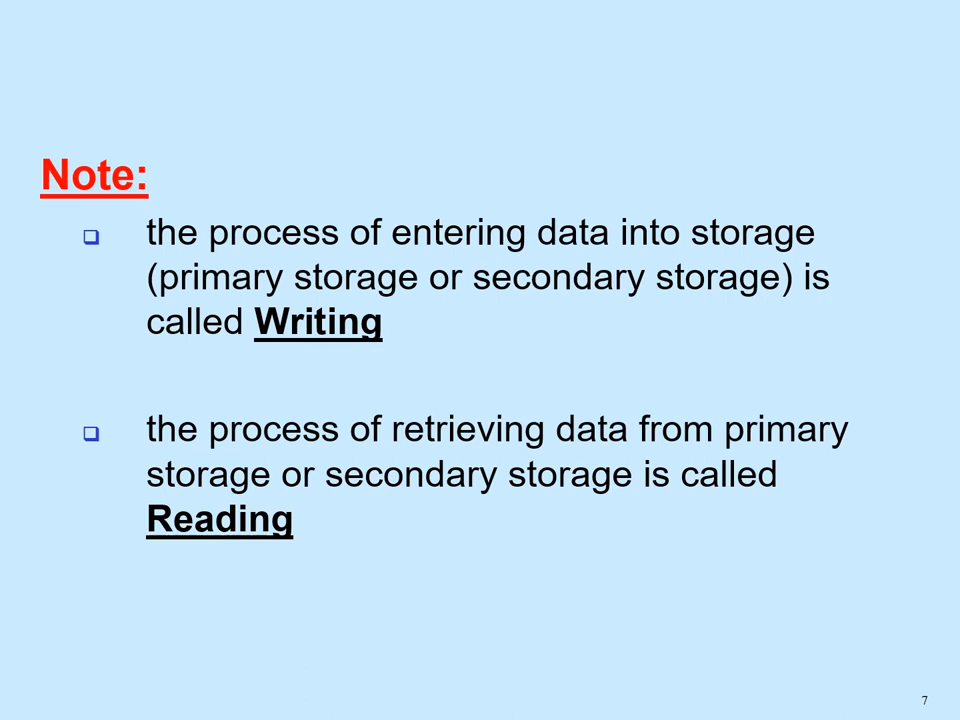 Note:
the process of entering data into storage
(primary storage or secondary storage) is
called Writing
the process of retrieving data from primary
storage or secondary storage is called
Reading
7